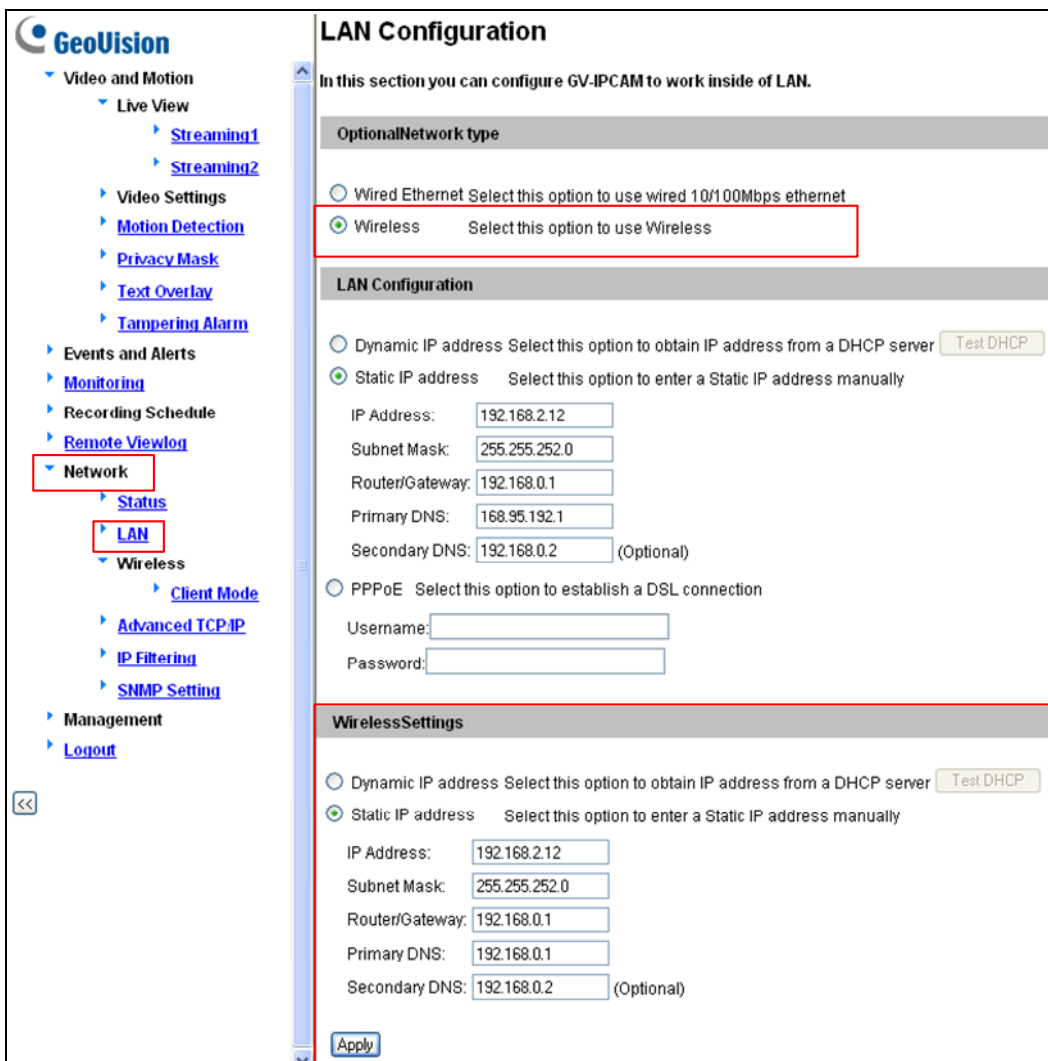 GeoVision
Video and Motion
Live View
Streaming1
Streaming2
Video Settings
Motion Detection
Privacy Mask
Text Overlay
Tampering Alarm
Events and Alerts
Monitoring
Recording Schedule
Remote Viewlog
Network
Status
LAN
Wireless
Client Mode
Advanced TCP/IP
IP Filtering
SNMP Setting
Management
Logout
<<
LAN Configuration
In this section you can configure GV-IPCAM to work inside of LAN.
OptionalNetwork type
Wired Ethernet Select this option to use wired 10/100Mbps ethernet
Wireless Select this option to use Wireless
LAN Configuration
Dynamic IP address Select this option to obtain IP address from a DHCP server Test DHCP
Static IP address Select this option to enter a Static IP address manually
IP Address: 192.168.2.12
Subnet Mask: 255.255.252.0
Router/Gateway: 192.168.0.1
Primary DNS: 168.95.192.1
Secondary DNS: 192.168.0.2 (Optional)
PPPoE Select this option to establish a DSL connection
Username:
Password:
WirelessSettings
Dynamic IP address Select this option to obtain IP address from a DHCP server Test DHCP
Static IP address Select this option to enter a Static IP address manually
IP Address: 192.168.2.12
Subnet Mask: 255.255.252.0
Router/Gateway: 192.168.0.1
Primary DNS: 192.168.0.1
Secondary DNS: 192.168.0.2 (Optional)
Apply